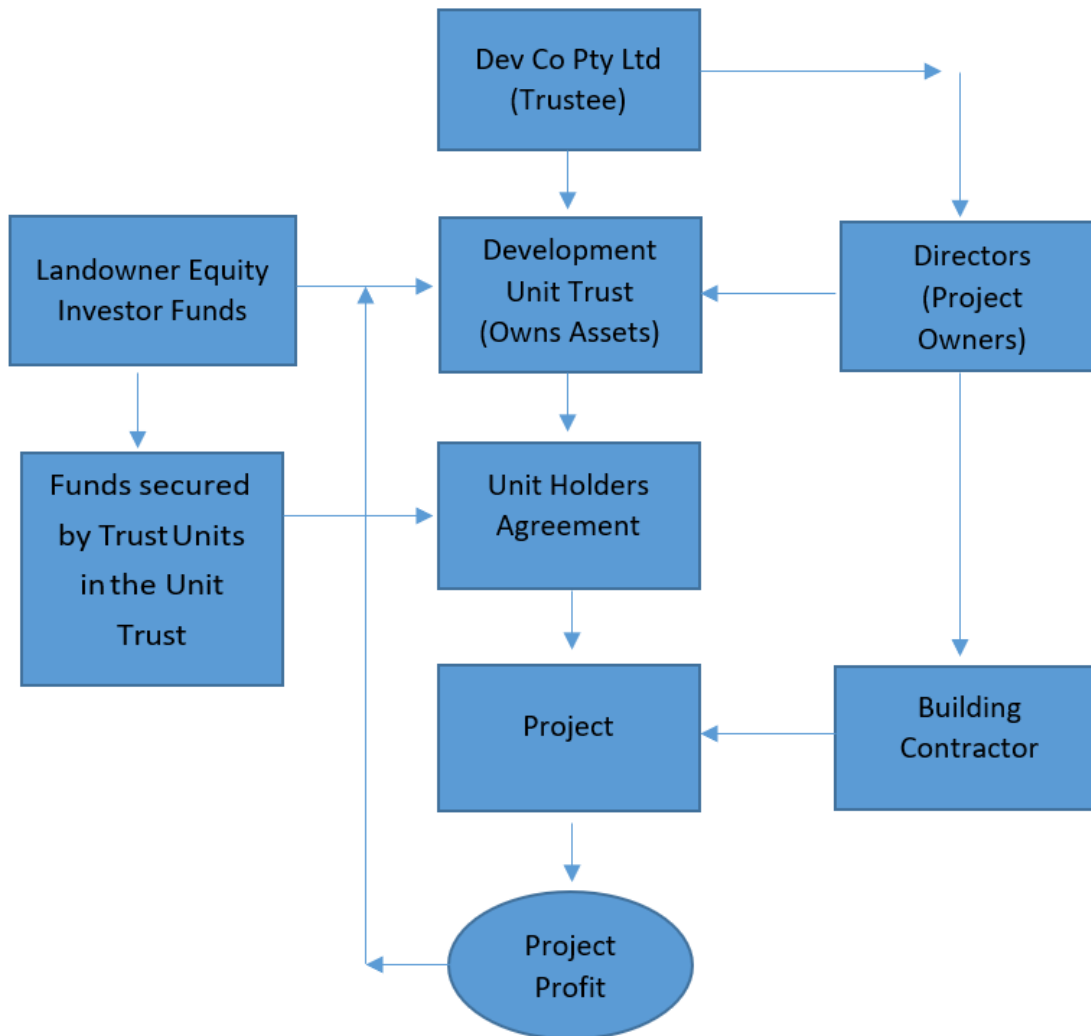 Dev Co Pty Ltd
(Trustee)
Landowner Equity
Investor Funds
Development
Unit Trust
(Owns Assets)
Directors
(Project
Owners)
Funds secured
by Trust Units
in the Unit
Trust
Unit Holders
Agreement
Project
Building
Contractor
Project
Profit